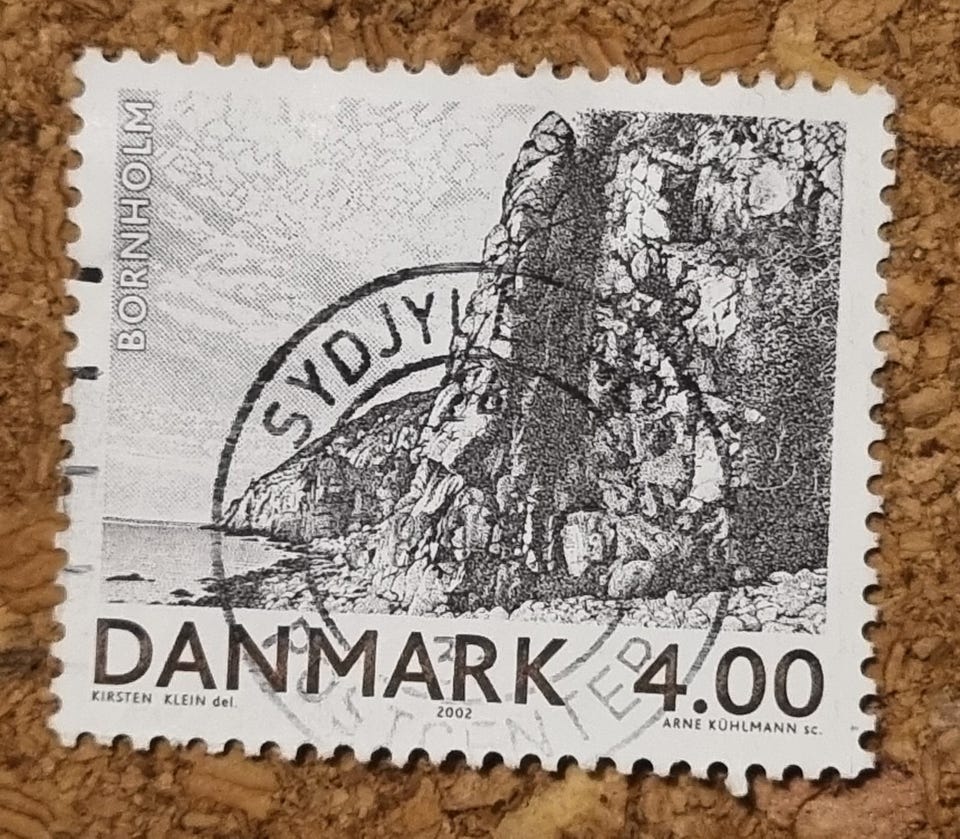 BORNHOLM
SYDJYL
DANMARK 4.00
KIRSTEN KLEIN del.
2002
ARNE KÜHLMANN sc.